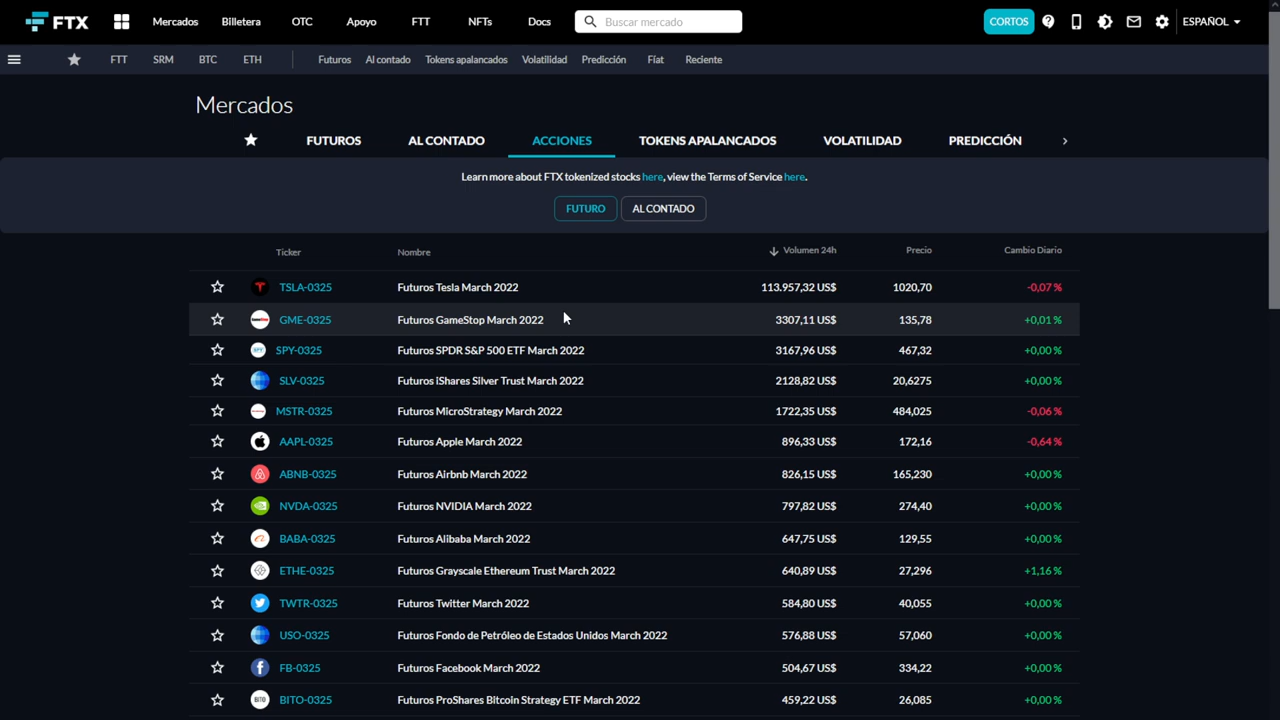 FTX Mercados Billetera OTC Apoyo FTT NFTs Docs Buscar mercado CORTOS ESPAÑOL
FTT SRM BTC ETH Futuros Al contado Tokens apalancados Volatilidad Predicción Fíat Reciente
Mercados
FUTUROS AL CONTADO ACCIONES TOKENS APALANCADOS VOLATILIDAD PREDICCIÓN
Learn more about FTX tokenized stocks here, view the Terms of Service here.
FUTURO AL CONTADO
Ticker Nombre Volumen 24h Precio Cambio Diario
TSLA-0325 Futuros Tesla March 2022 113.957,32 US$ 1020,70 -0,07 %
GME-0325 Futuros GameStop March 2022 3307,11 US$ 135,78 +0,01 %
SPY-0325 Futuros SPDR S&P 500 ETF March 2022 3167,96 US$ 467,32 +0,00 %
SLV-0325 Futuros iShares Silver Trust March 2022 2128,82 US$ 20,6275 +0,00 %
MSTR-0325 Futuros MicroStrategy March 2022 1722,35 US$ 484,025 -0,06 %
AAPL-0325 Futuros Apple March 2022 896,33 US$ 172,16 -0,64 %
ABNB-0325 Futuros Airbnb March 2022 826,15 US$ 165,230 +0,00 %
NVDA-0325 Futuros NVIDIA March 2022 797,82 US$ 274,40 +0,00 %
BABA-0325 Futuros Alibaba March 2022 647,75 US$ 129,55 +0,00 %
ETHE-0325 Futuros Grayscale Ethereum Trust March 2022 640,89 US$ 27,296 +1,16 %
TWTR-0325 Futuros Twitter March 2022 584,80 US$ 40,055 +0,00 %
USO-0325 Futuros Fondo de Petróleo de Estados Unidos March 2022 576,88 US$ 57,060 +0,00 %
FB-0325 Futuros Facebook March 2022 504,67 US$ 334,22 +0,00 %
BITO BITO-0325 Futuros ProShares Bitcoin Strategy ETF March 2022 459,22 US$ 26,085 +0,00 %